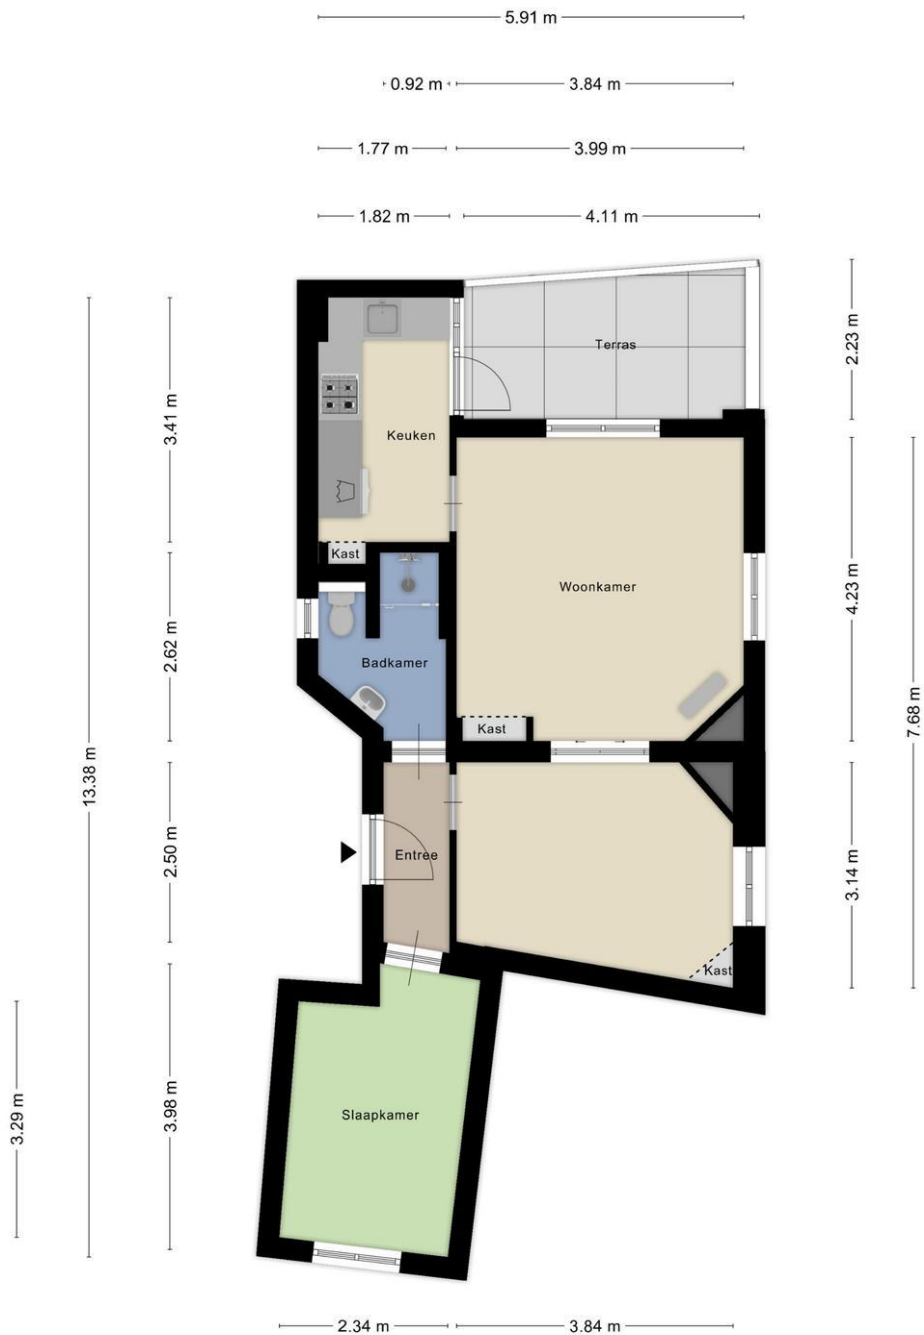 5.91 m
0.92 m
3.84 m
1.77 m
3.99 m
1.82 m
4.11 m
2.23 m
Terras
3.41 m
Keuken
13.38 m
Kast
Woonkamer
4.23 m
2.62 m
Badkamer
7.68 m
Kast
2.50 m
Entree
3.14 m
Kast
3.29 m
3.98 m
Slaapkamer
2.34 m
3.84 m